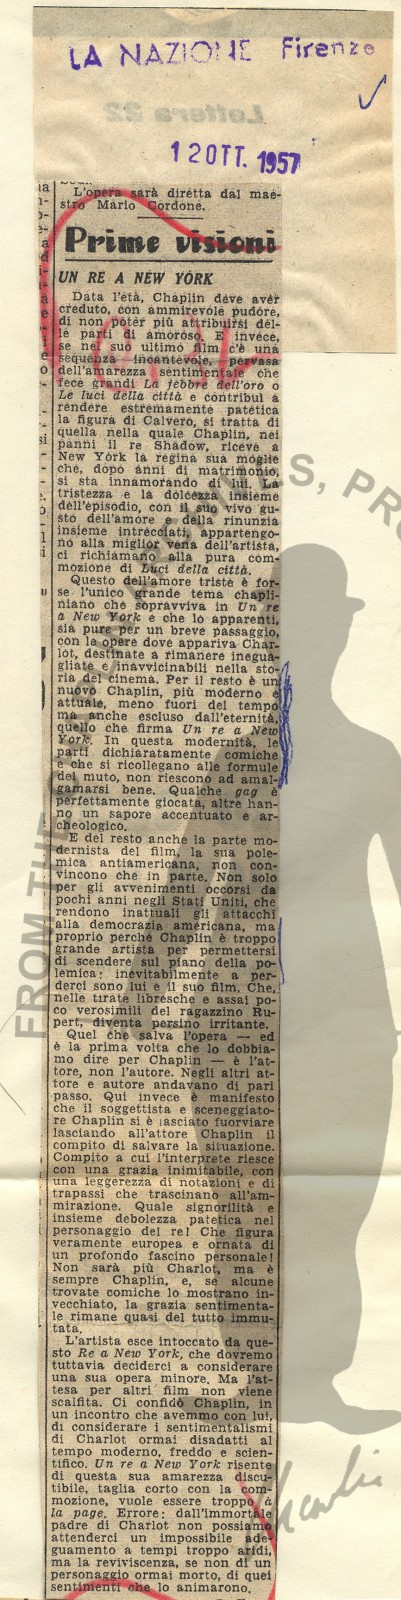 LA NAZIONE Firenze
Lettera 22
12 OTT. 1957
L'opera sarà diretta dal mae-
stro Mario Cordone.
Prime visioni
UN RE A NEW YORK
Data l'età, Chaplin deve aver
creduto, con ammirevole pudore,
di non poter più attribuirsi del-
le parti di amoroso. E invece,
se nel suo ultimo film c'è una
sequenza incantevole, pervasa
dell'amarezza sentimentale che
fece grandi La febbre dell'oro o
Le luci della città e contribuì a
rendere estremamente patetica
la figura di Calvero, si tratta di
quella nella quale Chaplin, nei
panni il re Shadow, riceve a
New York la regina sua moglie
che, dopo anni di matrimonio,
si sta innamorando di lui. La
tristezza e la dolcezza insieme
dell'episodio, con il suo vivo gu-
sto dell'amore e della rinunzia
insieme intrecciati, appartengo-
no alla miglior vena dell'artista,
ci richiamano alla pura com-
mozione di Luci della città.
Questo dell'amore triste è for-
se l'unico grande tema chapli-
niano che sopravviva in Un re
a New York e che lo apparenti,
sia pure per un breve passaggio,
con le opere dove appariva Char-
lot, destinate a rimanere inegua-
gliate e inavvicinabili nella sto-
ria del cinema. Per il resto è un
nuovo Chaplin, più moderno e
attuale, meno fuori del tempo
ma anche escluso dall'eternità,
quello che firma Un re a New
York. In questa modernità, le
parti dichiaratamente comiche
e che si ricollegano alle formule
del muto, non riescono ad amal-
gamarsi bene. Qualche gag è
perfettamente giocata, altre han-
no un sapore accentuato e ar-
cheologico.
E del resto anche la parte mo-
dernista del film, la sua pole-
mica antiamericana, non con-
vincono che in parte. Non solo
per gli avvenimenti occorsi da
pochi anni negli Stati Uniti, che
rendono inattuali gli attacchi
alla democrazia americana, ma
proprio perché Chaplin è troppo
grande artista per permettersi
di scendere sul piano della po-
lemica: inevitabilmente a per-
derci sono lui e il suo film. Che,
nelle tirate libresche e assai po-
co verosimili del ragazzino Ru-
pert, diventa persino irritante.
Quel che salva l'opera — ed
è la prima volta che lo dobbia-
mo dire per Chaplin — è l'at-
tore, non l'autore. Negli altri at-
tore e autore andavano di pari
passo. Qui invece è manifesto
che il soggettista e sceneggiato-
re Chaplin si è lasciato fuorviare
lasciando all'attore Chaplin il
compito di salvare la situazione.
Compito a cui l'interprete riesce
con una grazia inimitabile, con
una leggerezza di notazioni e di
trapassi che trascinano all'am-
mirazione. Quale signorilità e
insieme debolezza patetica nel
personaggio del re! Che figura
veramente europea e ornata di
un profondo fascino personale!
Non sarà più Charlot, ma è
sempre Chaplin, e, se alcune
trovate comiche lo mostrano in-
vecchiato, la grazia sentimenta-
le rimane quasi del tutto immu-
tata.
L'artista esce intoccato da que-
sto Re a New York, che dovremo
tuttavia deciderci a considerare
una sua opera minore. Ma l'at-
tesa per altri film non viene
scalfita. Ci confidò Chaplin, in
un incontro che avemmo con lui,
di considerare i sentimentalismi
di Charlot ormai disadatti al
tempo moderno, freddo e scien-
tifico. Un re a New York risente
di questa sua amarezza discu-
tibile, taglia corto con la com-
mozione, vuole essere troppo à
la page. Errore: dall'immortale
padre di Charlot non possiamo
attenderci un impossibile ade-
guamento a tempi troppo aridi,
ma la reviviscenza, se non di un
personaggio ormai morto, di quei
sentimenti che lo animarono.
FROM THE CHAPLIN ARCHIVES, PRO
Charlie